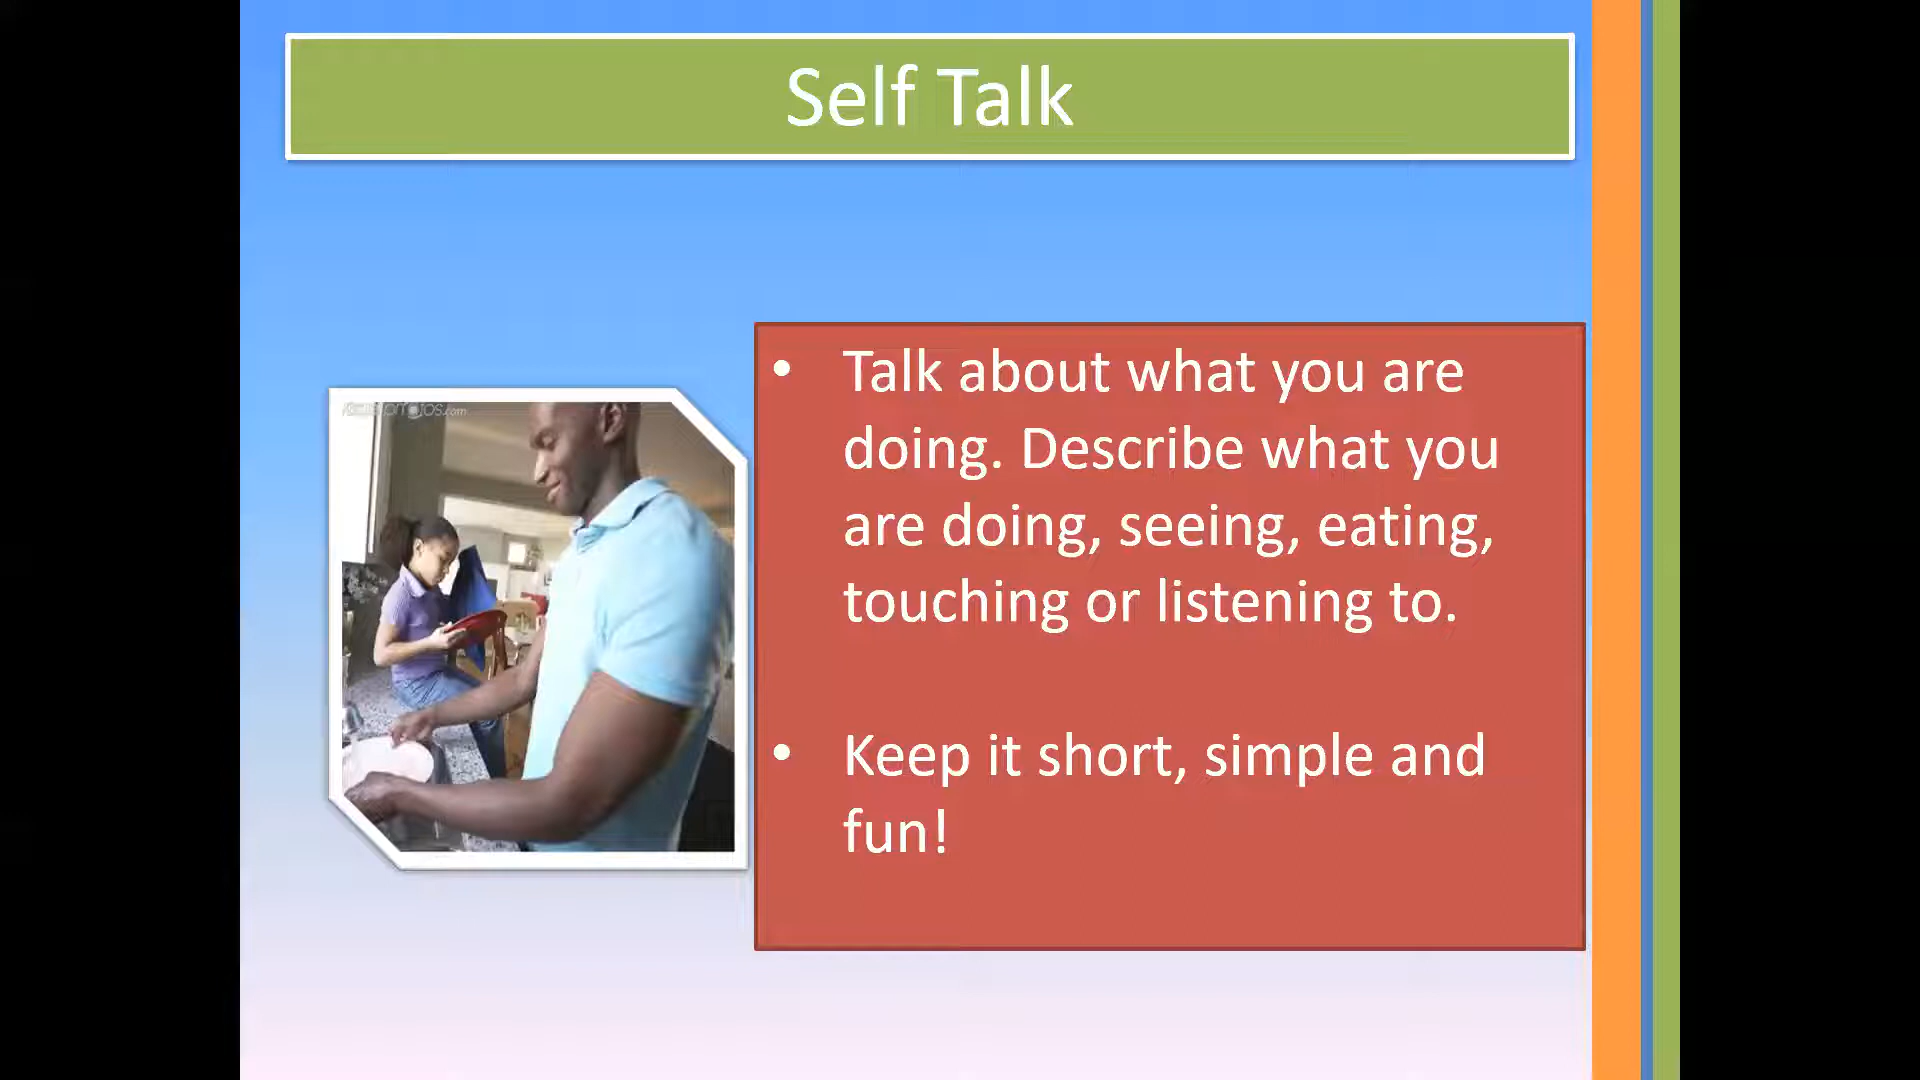 Self Talk
• Talk about what you are
doing. Describe what you
are doing, seeing, eating,
touching or listening to.
• Keep it short, simple and
fun!